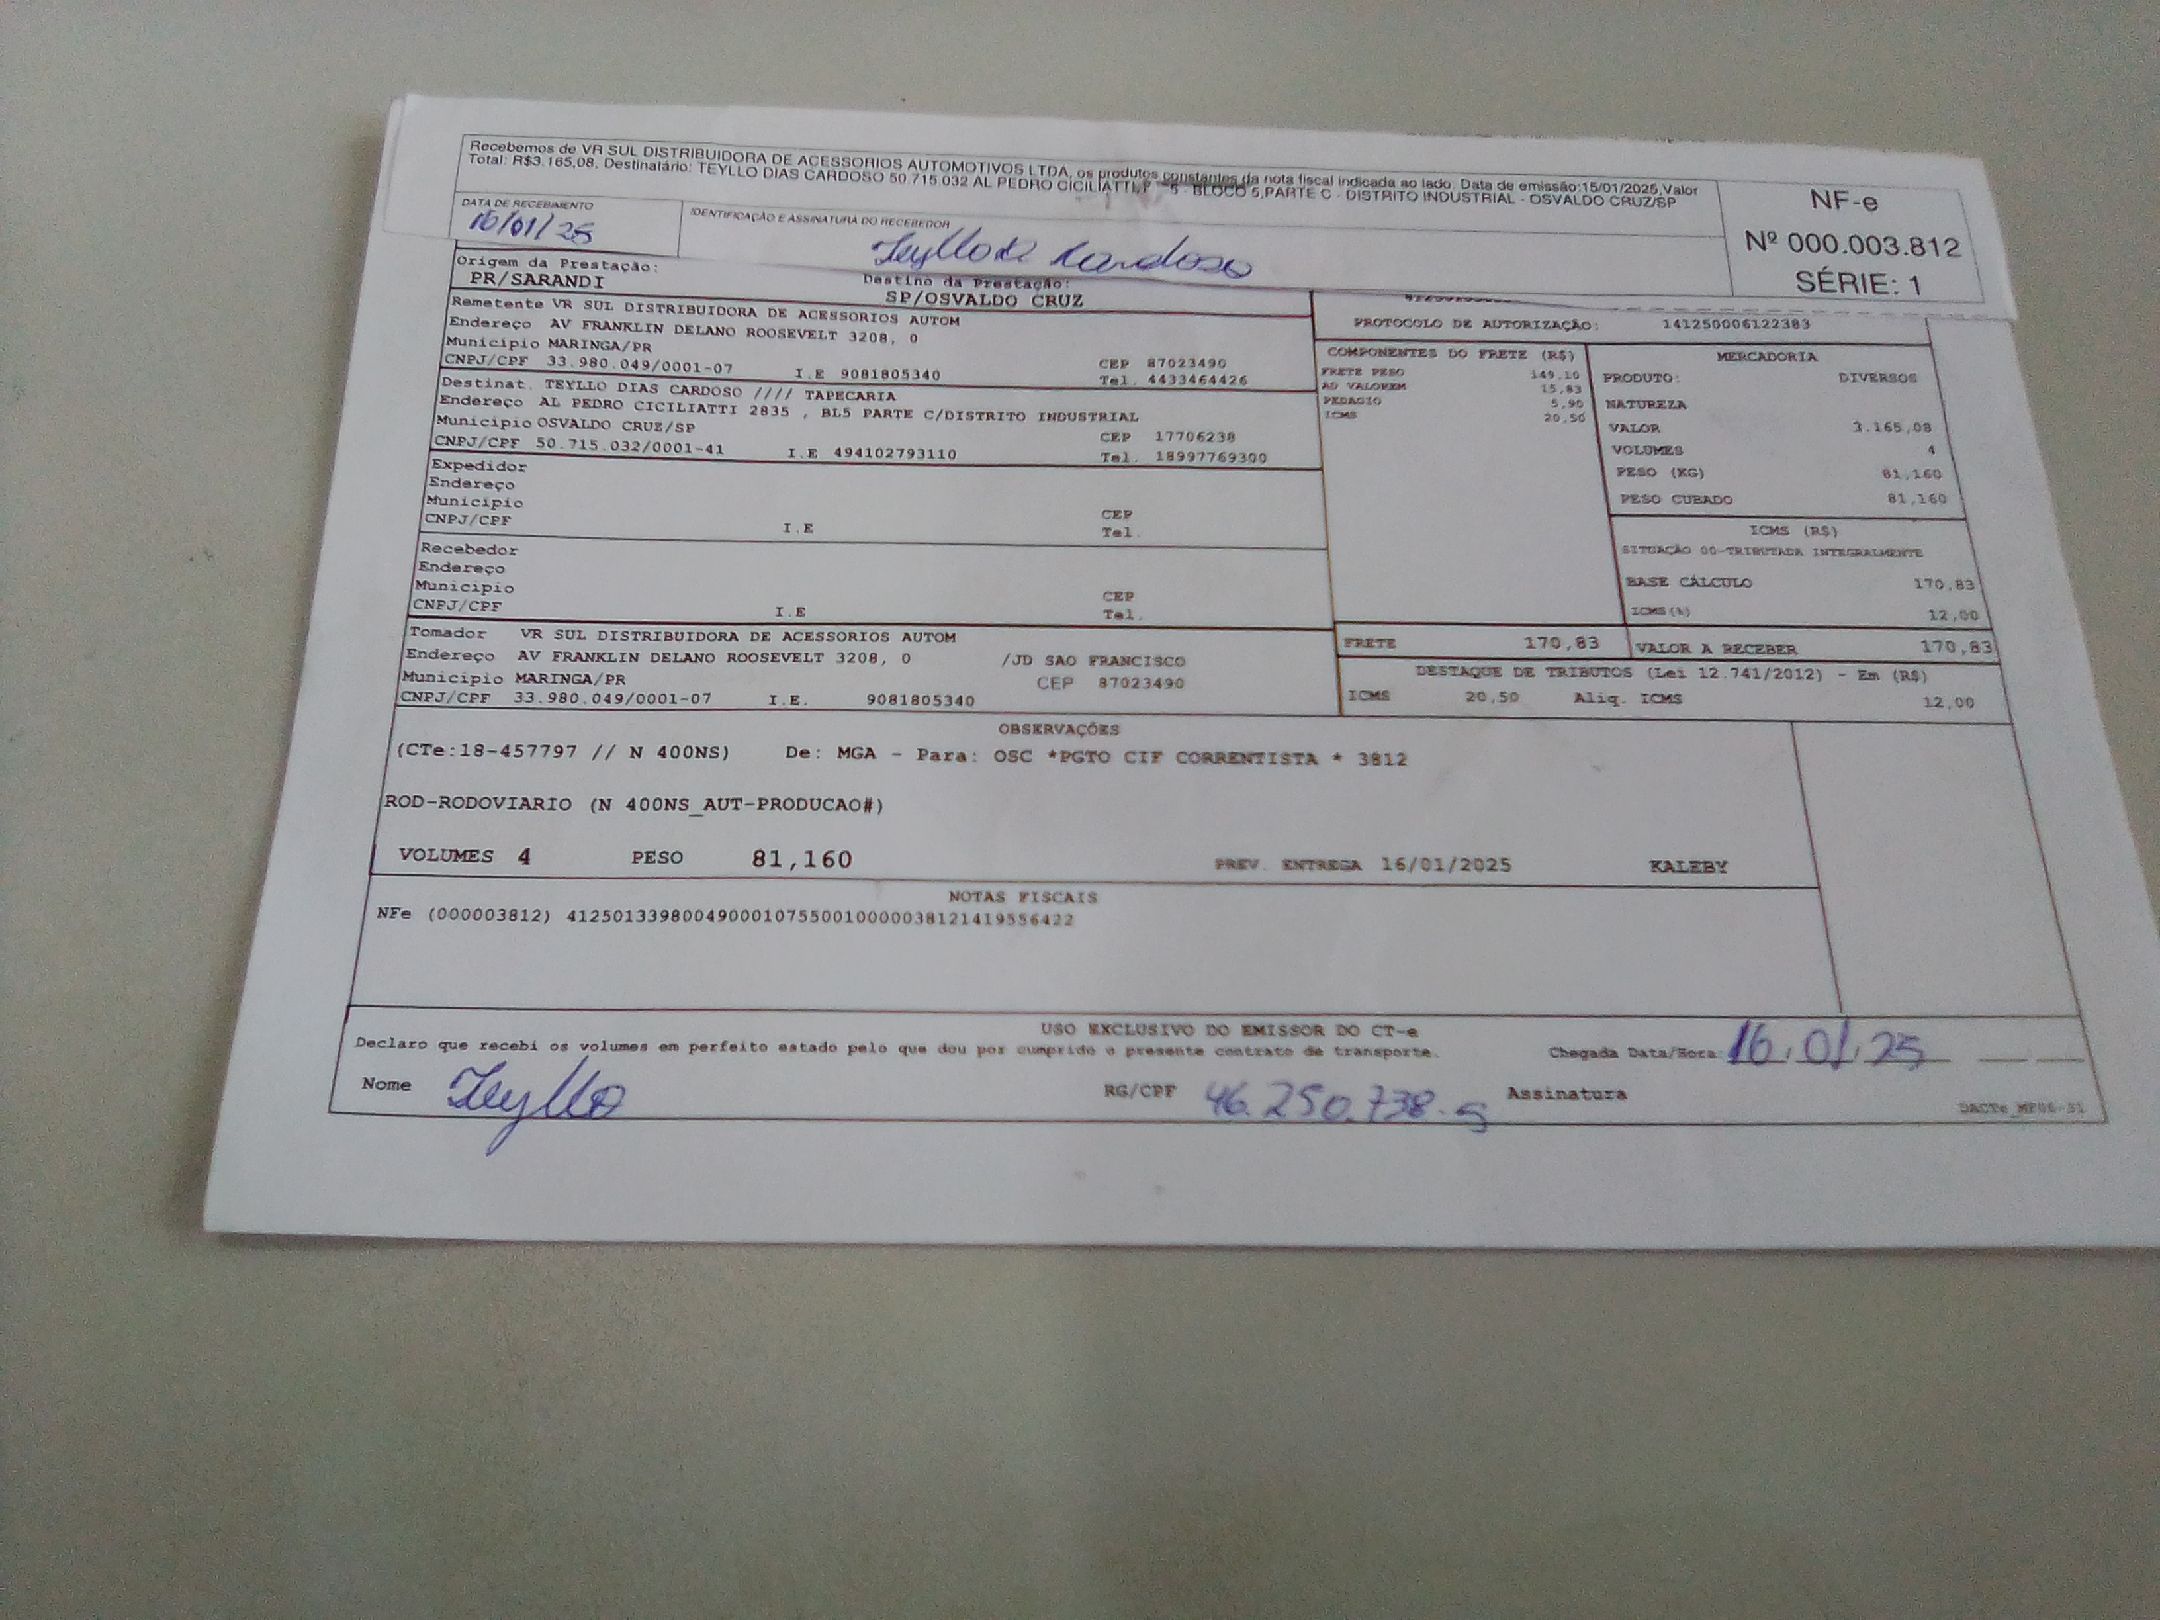 Recebemos de VR SUL DISTRIBUIDORA DE ACESSORIOS AUTOMOTIVOS LTDA, os produtos constantes da nota fiscal indicada ao lado. Data de emissão:15/01/2025,Valor
Total: R$3.165,08, Destinatário: TEYLLO DIAS CARDOSO 50.715.032 AL PEDRO CICILIATTI, 5 - BLOCO 5,PARTE C - DISTRITO INDUSTRIAL - OSVALDO CRUZ/SP
NF-e
Nº 000.003.812
SÉRIE: 1
DATA DE RECEBIMENTO
16/01/25
IDENTIFICAÇÃO E ASSINATURA DO RECEBEDOR
Teyllo Cardoso
Origem da Prestação:
PR/SARANDI
Destino da Prestação:
SP/OSVALDO CRUZ
Remetente VR SUL DISTRIBUIDORA DE ACESSORIOS AUTOM
Endereço AV FRANKLIN DELANO ROOSEVELT 3208, 0
Municipio MARINGA/PR
CEP 87023490
CNPJ/CPF 33.980.049/0001-07 I.E 9081805340 Tel. 4433464426
Destinat. TEYLLO DIAS CARDOSO //// TAPECARIA
Endereço AL PEDRO CICILIATTI 2835 , BL5 PARTE C/DISTRITO INDUSTRIAL
Municipio OSVALDO CRUZ/SP
CEP 17706238
CNPJ/CPF 50.715.032/0001-41 I.E 494102793110 Tel. 18997769300
Expedidor
Endereço
Municipio
CEP
CNPJ/CPF I.E Tel.
Recebedor
Endereço
Municipio
CEP
CNPJ/CPF I.E Tel.
Tomador VR SUL DISTRIBUIDORA DE ACESSORIOS AUTOM
Endereço AV FRANKLIN DELANO ROOSEVELT 3208, 0 /JD SAO FRANCISCO
Municipio MARINGA/PR CEP 87023490
CNPJ/CPF 33.980.049/0001-07 I.E. 9081805340
PROTOCOLO DE AUTORIZAÇÃO: 141250006122383
COMPONENTES DO FRETE (R$)
FRETE PESO 149,10
AD VALOREM 15,83
PEDAGIO 5,90
ICMS 20,50
MERCADORIA
PRODUTO: DIVERSOS
NATUREZA
VALOR 3.165,08
VOLUMES 4
PESO (KG) 81,160
PESO CUBADO 81,160
ICMS (R$)
SITUAÇÃO 00-TRIBUTADA INTEGRALMENTE
BASE CÁLCULO 170,83
ICMS(%) 12,00
FRETE 170,83
VALOR A RECEBER 170,83
DESTAQUE DE TRIBUTOS (Lei 12.741/2012) - Em (R$)
ICMS 20,50 Aliq. ICMS 12,00
OBSERVAÇÕES
(CTe:18-457797 // N 400NS) De: MGA - Para: OSC *PGTO CIF CORRENTISTA * 3812
ROD-RODOVIARIO (N 400NS_AUT-PRODUCAO#)
VOLUMES 4 PESO 81,160 PREV. ENTREGA 16/01/2025 KALEBY
NOTAS FISCAIS
NFe (000003812) 41250133980049000107550010000038121419556422
USO EXCLUSIVO DO EMISSOR DO CT-e
Declaro que recebi os volumes em perfeito estado pelo que dou por cumprido o presente contrato de transporte.
Chegada Data/Hora: 16.01.25
Nome Teyllo RG/CPF 46.250.738-5 Assinatura
DACTe_MP06-31